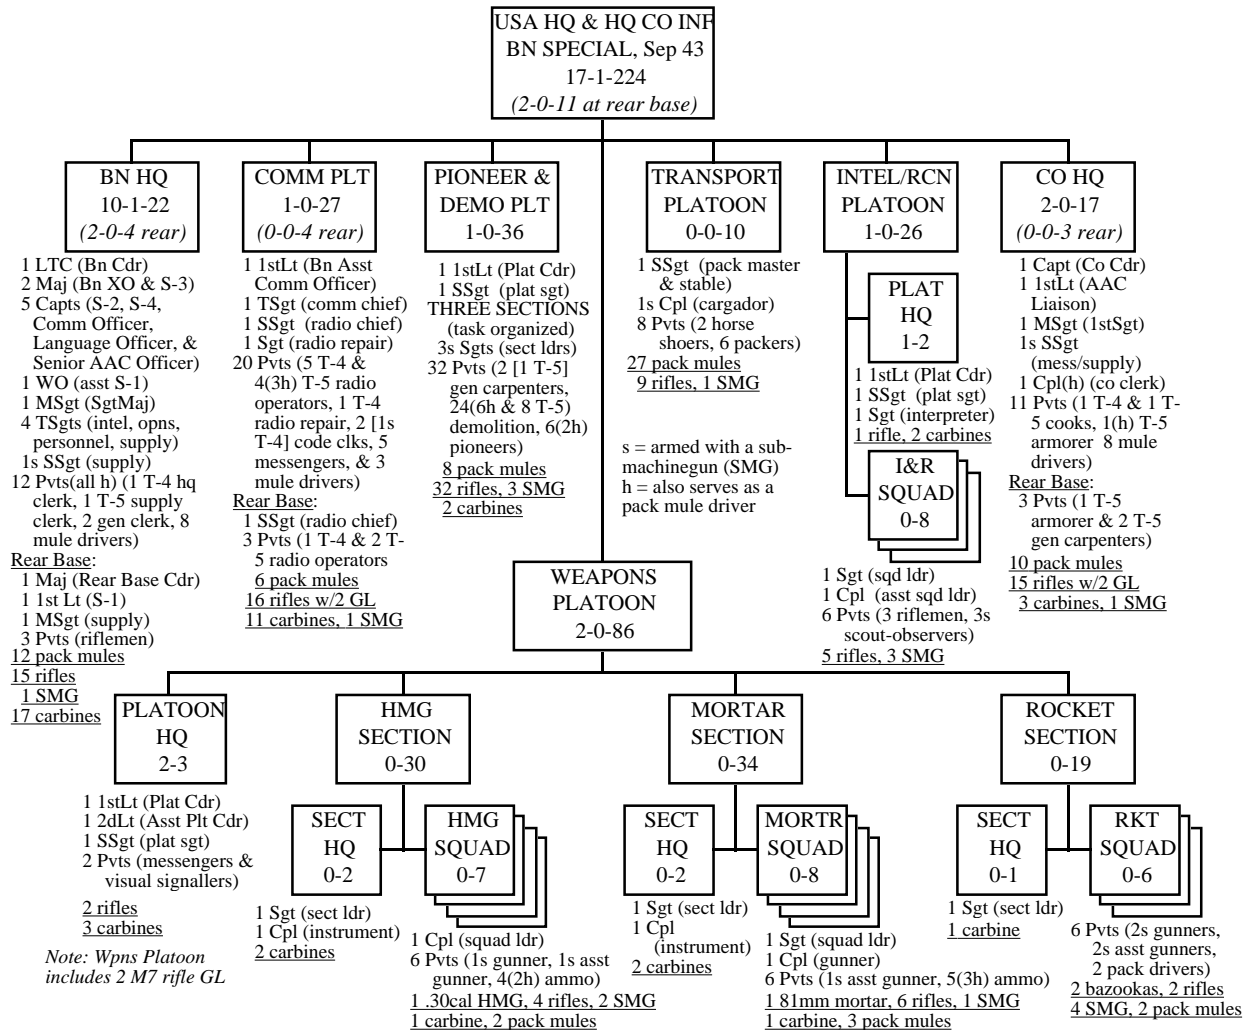 USA HQ & HQ CO INF
BN SPECIAL, Sep 43
17-1-224
(2-0-11 at rear base)
BN HQ
10-1-22
(2-0-4 rear)
1 LTC (Bn Cdr)
2 Maj (Bn XO & S-3)
5 Capts (S-2, S-4,
Comm Officer,
Language Officer, &
Senior AAC Officer)
1 WO (asst S-1)
1 MSgt (SgtMaj)
4 TSgts (intel, opns,
personnel, supply)
1s SSgt (supply)
12 Pvts(all h) (1 T-4 hq
clerk, 1 T-5 supply
clerk, 2 gen clerk, 8
mule drivers)
Rear Base:
1 Maj (Rear Base Cdr)
1 1st Lt (S-1)
1 MSgt (supply)
3 Pvts (riflemen)
12 pack mules
15 rifles
1 SMG
17 carbines
COMM PLT
1-0-27
(0-0-4 rear)
1 1stLt (Bn Asst
Comm Officer)
1 TSgt (comm chief)
1 SSgt (radio chief)
1 Sgt (radio repair)
20 Pvts (5 T-4 &
4(3h) T-5 radio
operators, 1 T-4
radio repair, 2 [1s
T-4] code clks, 5
messengers, & 3
mule drivers)
Rear Base:
1 SSgt (radio chief)
3 Pvts (1 T-4 & 2 T-
5 radio operators
6 pack mules
16 rifles w/2 GL
11 carbines, 1 SMG
PIONEER &
DEMO PLT
1-0-36
1 1stLt (Plat Cdr)
1 SSgt (plat sgt)
THREE SECTIONS
(task organized)
3s Sgts (sect ldrs)
32 Pvts (2 [1 T-5]
gen carpenters,
24(6h & 8 T-5)
demolition, 6(2h)
pioneers)
8 pack mules
32 rifles, 3 SMG
2 carbines
TRANSPORT
PLATOON
0-0-10
1 SSgt (pack master
& stable)
1s Cpl (cargador)
8 Pvts (2 horse
shoers, 6 packers)
27 pack mules
9 rifles, 1 SMG
s = armed with a sub-
machinegun (SMG)
h = also serves as a
pack mule driver
INTEL/RCN
PLATOON
1-0-26
PLAT
HQ
1-2
1 1stLt (Plat Cdr)
1 SSgt (plat sgt)
1 Sgt (interpreter)
1 rifle, 2 carbines
I&R
SQUAD
0-8
1 Sgt (sqd ldr)
1 Cpl (asst sqd ldr)
6 Pvts (3 riflemen, 3s
scout-observers)
5 rifles, 3 SMG
CO HQ
2-0-17
(0-0-3 rear)
1 Capt (Co Cdr)
1 1stLt (AAC
Liaison)
1 MSgt (1stSgt)
1s SSgt
(mess/supply)
1 Cpl(h) (co clerk)
11 Pvts (1 T-4 & 1 T-
5 cooks, 1(h) T-5
armorer 8 mule
drivers)
Rear Base:
3 Pvts (1 T-5
armorer & 2 T-5
gen carpenters)
10 pack mules
15 rifles w/2 GL
3 carbines, 1 SMG
WEAPONS
PLATOON
2-0-86
PLATOON
HQ
2-3
1 1stLt (Plat Cdr)
1 2dLt (Asst Plt Cdr)
1 SSgt (plat sgt)
2 Pvts (messengers &
visual signallers)
2 rifles
3 carbines
Note: Wpns Platoon
includes 2 M7 rifle GL
HMG
SECTION
0-30
SECT
HQ
0-2
1 Sgt (sect ldr)
1 Cpl (instrument)
2 carbines
HMG
SQUAD
0-7
1 Cpl (squad ldr)
6 Pvts (1s gunner, 1s asst
gunner, 4(2h) ammo)
1 .30cal HMG, 4 rifles, 2 SMG
1 carbine, 2 pack mules
MORTAR
SECTION
0-34
SECT
HQ
0-2
1 Sgt (sect ldr)
1 Cpl
(instrument)
2 carbines
MORTR
SQUAD
0-8
1 Sgt (squad ldr)
1 Cpl (gunner)
6 Pvts (1s asst gunner, 5(3h) ammo)
1 81mm mortar, 6 rifles, 1 SMG
1 carbine, 3 pack mules
ROCKET
SECTION
0-19
SECT
HQ
0-1
1 Sgt (sect ldr)
1 carbine
RKT
SQUAD
0-6
6 Pvts (2s gunners,
2s asst gunners,
2 pack drivers)
2 bazookas, 2 rifles
4 SMG, 2 pack mules